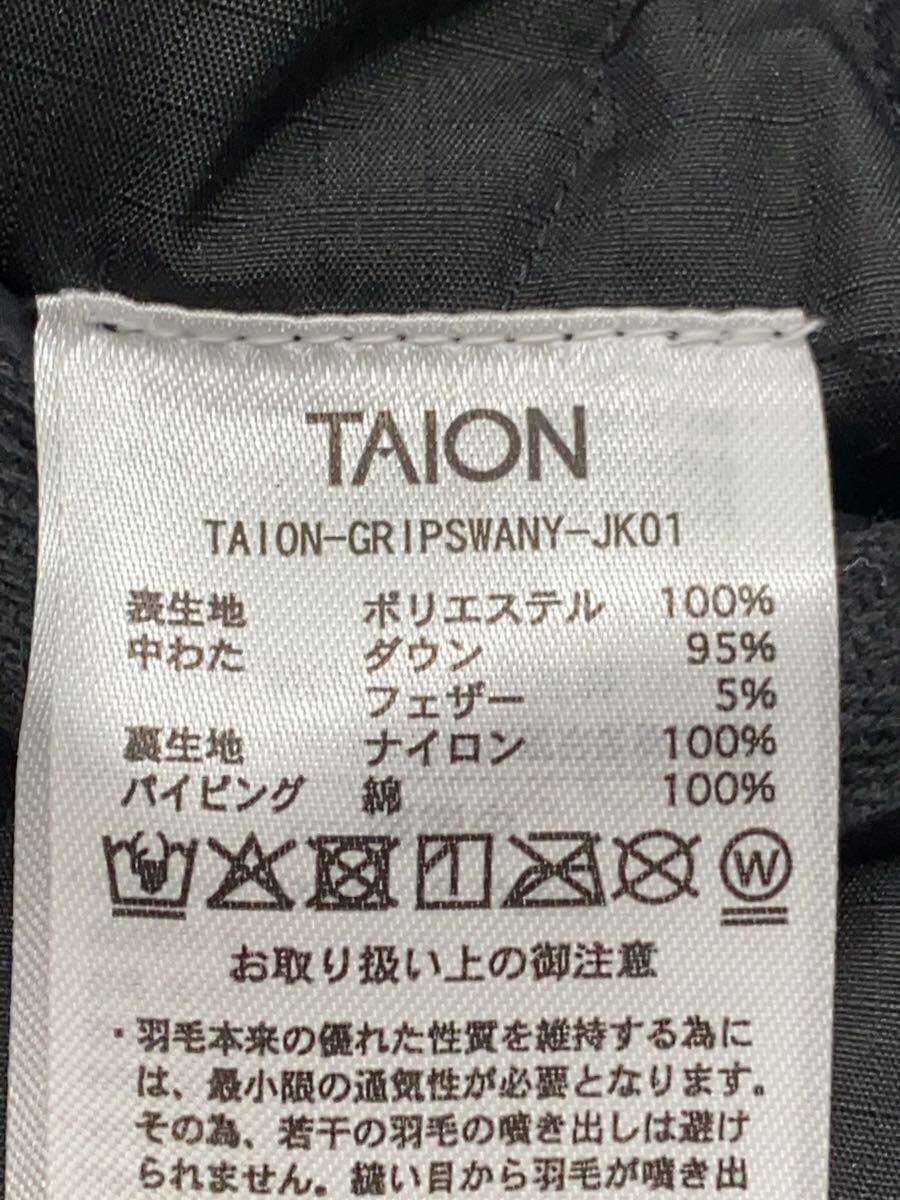 TAION
TAION-GRIPSWANY-JK01
表生地 ポリエステル 100%
中わた ダウン 95%
フェザー 5%
裏生地 ナイロン 100%
パイピング 綿 100%
W
お取り扱い上の御注意
・羽毛本来の優れた性質を維持する為に
は、最小限の通気性が必要となります。
その為、若干の羽毛の噴き出しは避け
られません。縫い目から羽毛が噴き出